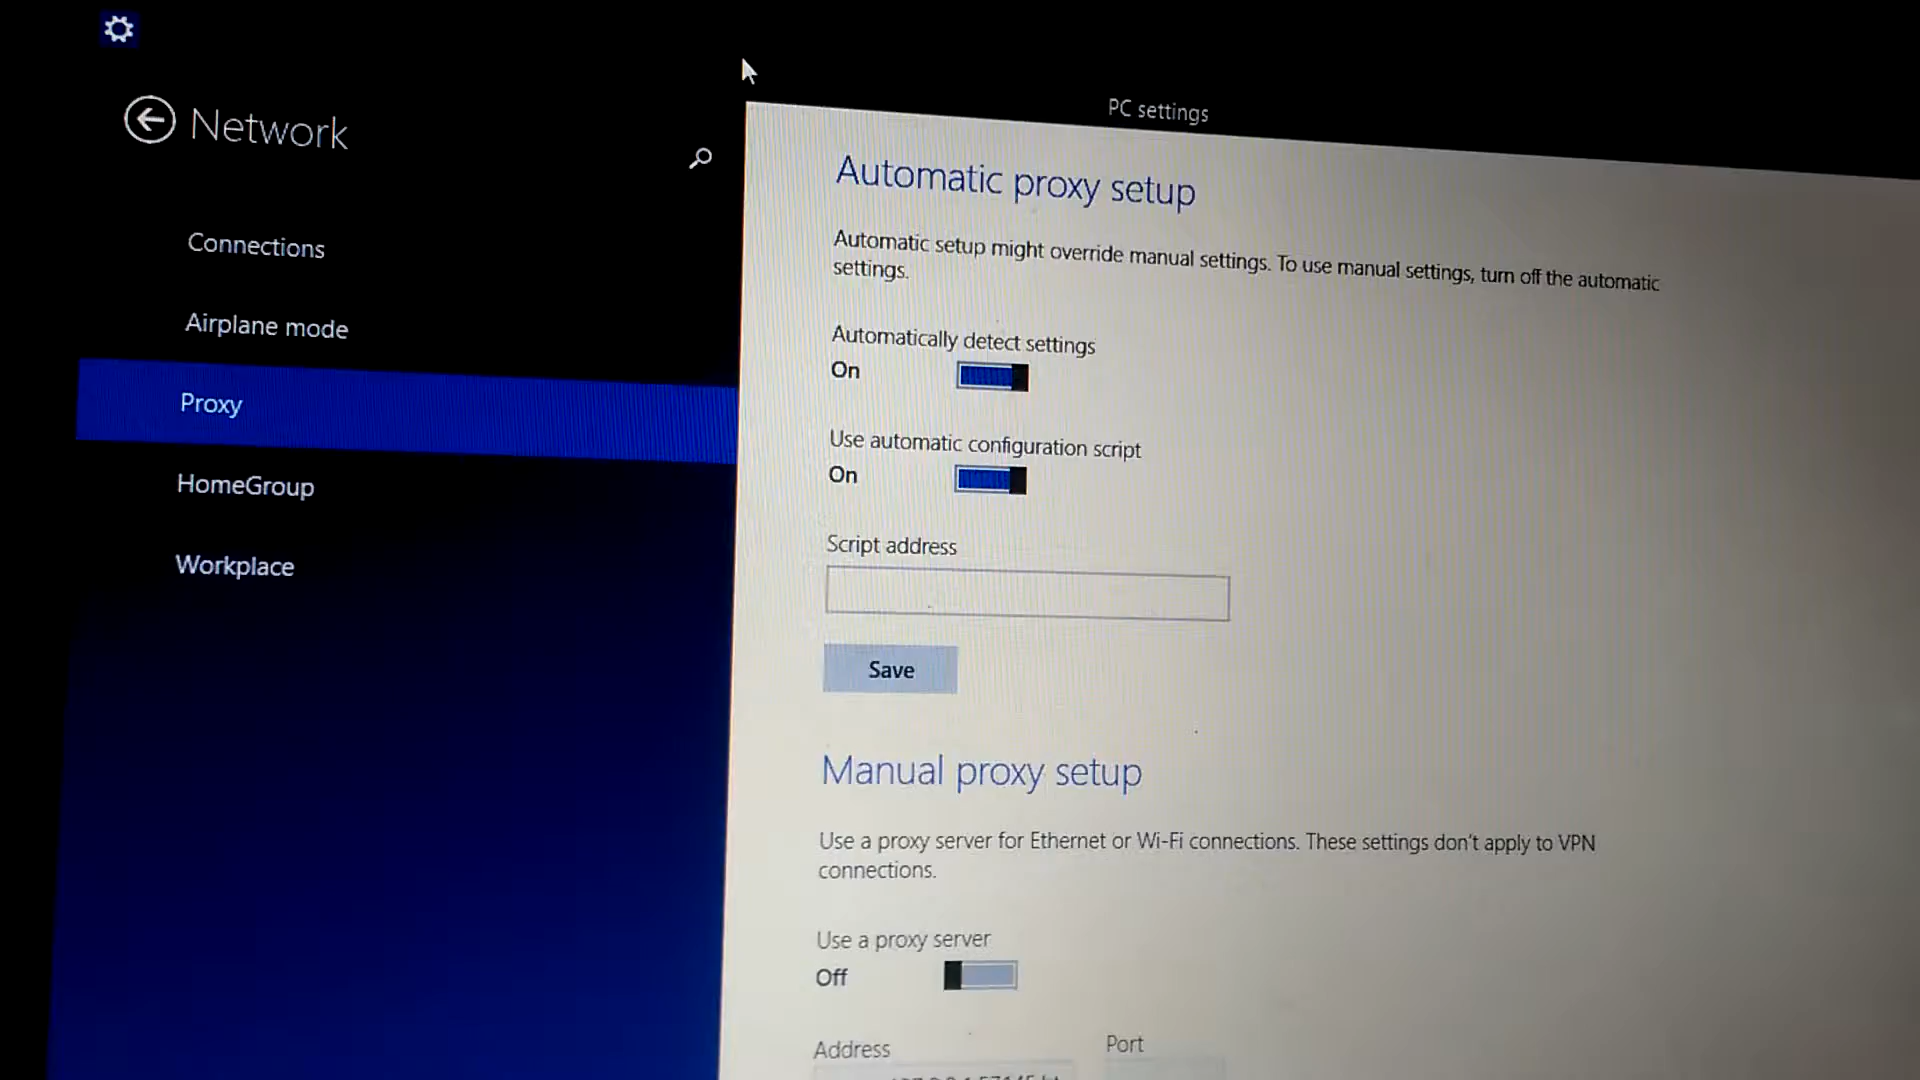 Network
Connections
Airplane mode
Proxy
HomeGroup
Workplace
PC settings
Automatic proxy setup
Automatic setup might override manual settings. To use manual settings, turn off the automatic
settings.
Automatically detect settings
On
Use automatic configuration script
On
Script address
Save
Manual proxy setup
Use a proxy server for Ethernet or Wi-Fi connections. These settings don't apply to VPN
connections.
Use a proxy server
Off
Address
Port